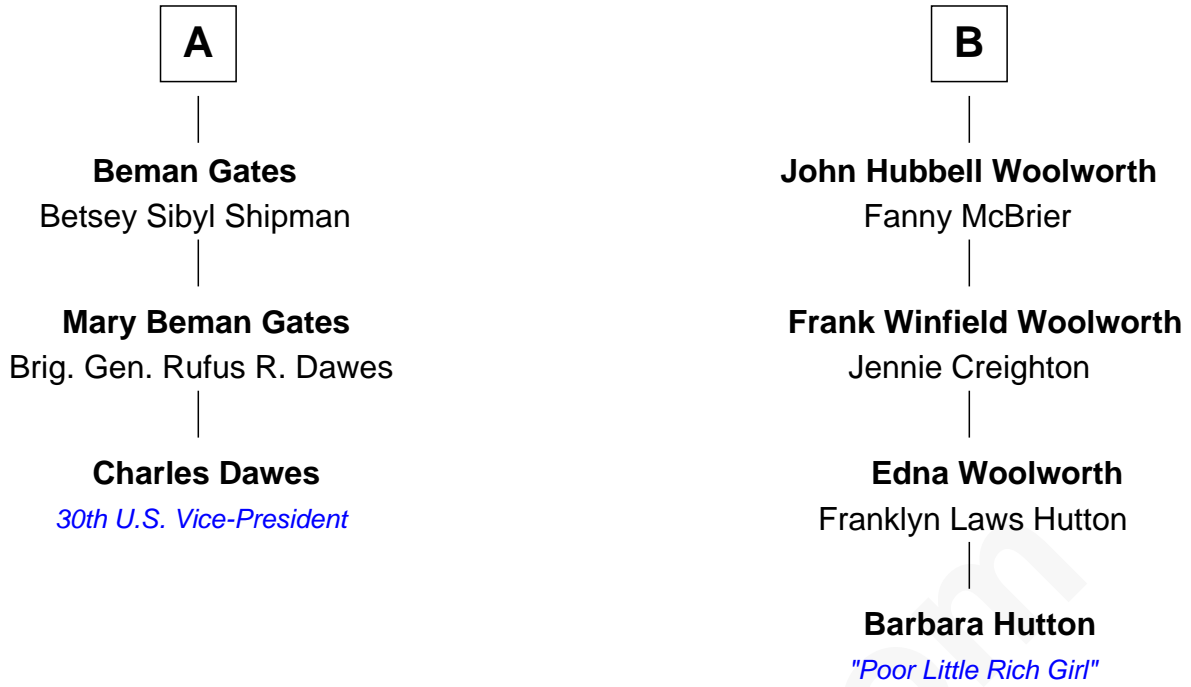 A
Beman Gates
Betsey Sibyl Shipman
Mary Beman Gates
Brig. Gen. Rufus R. Dawes
Charles Dawes
30th U.S. Vice-President
B
John Hubbell Woolworth
Fanny McBrier
Frank Winfield Woolworth
Jennie Creighton
Edna Woolworth
Franklyn Laws Hutton
Barbara Hutton
"Poor Little Rich Girl"